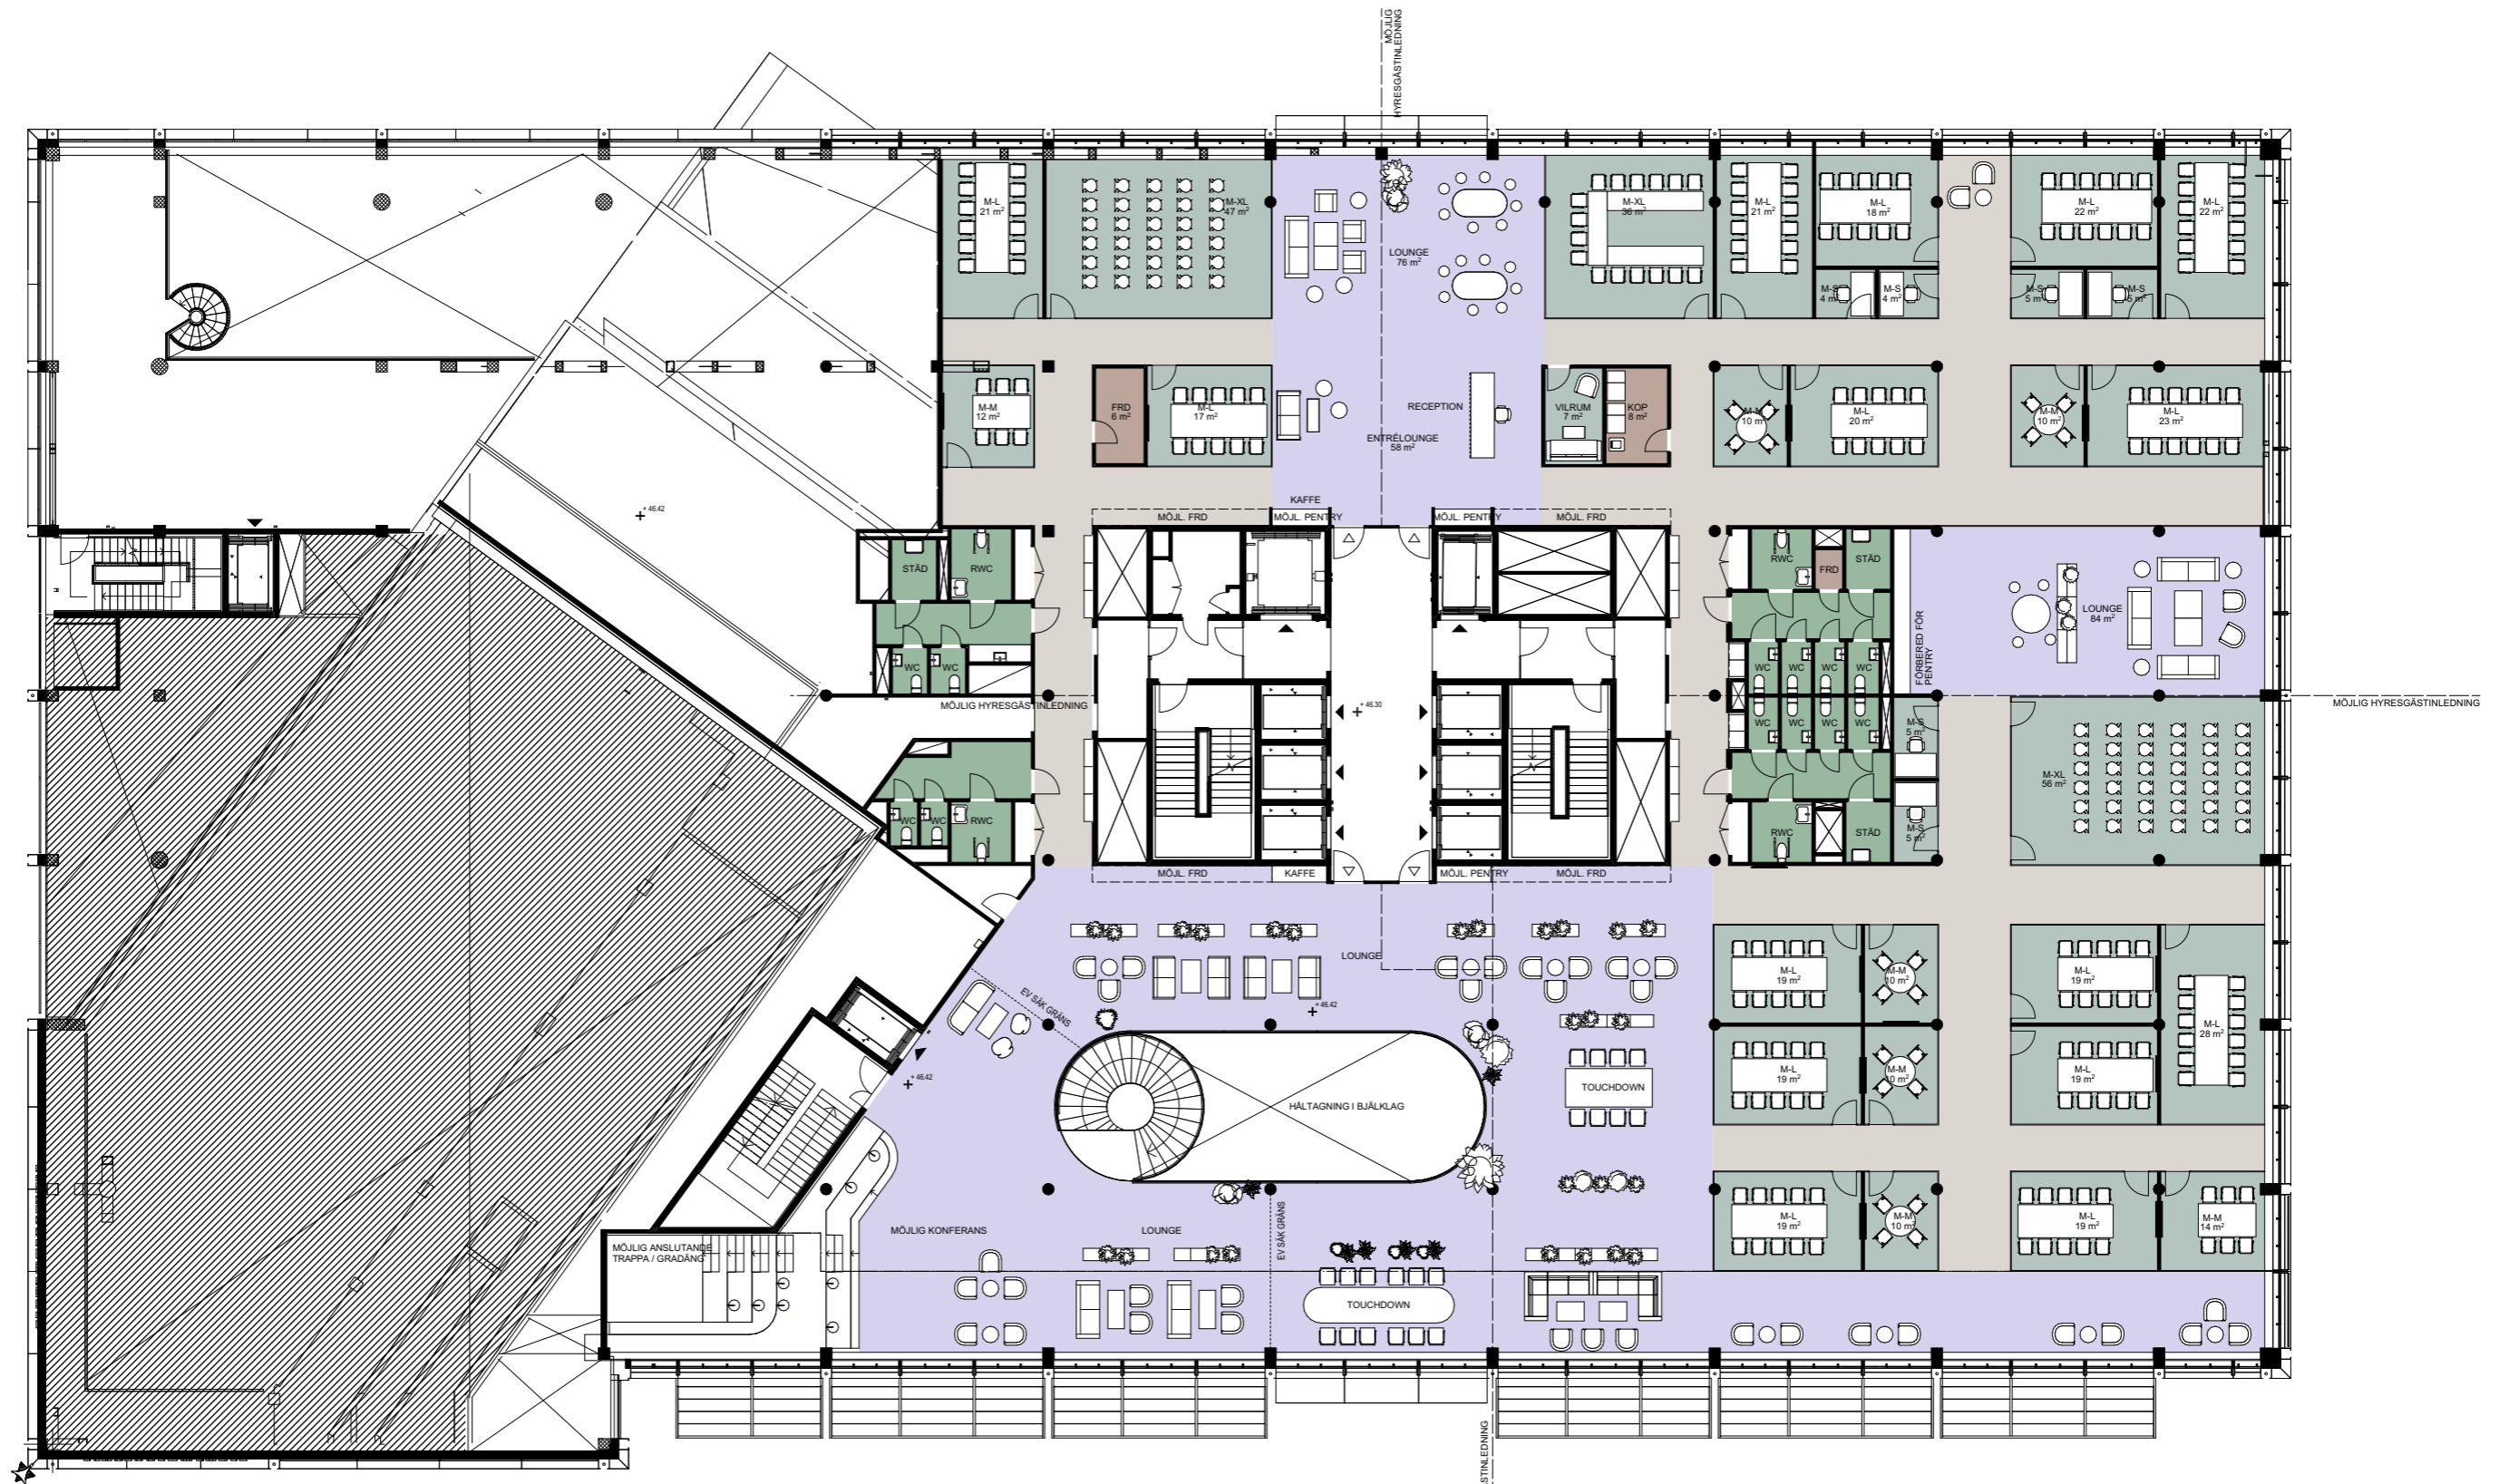 MÖJLIG
HYRESGÄSTINLEDNING
M-L
21 m²
M-XL
47 m²
LOUNGE
76 m²
M-XL
36 m²
M-L
21 m²
M-L
18 m²
M-L
22 m²
M-L
22 m²
M-S
4 m²
M-S
4 m²
M-S
5 m²
M-S
5 m²
M-M
12 m²
FRD
6 m²
M-L
17 m²
RECEPTION
ENTRÉLOUNGE
58 m²
VILRUM
7 m²
KOP
8 m²
M-M
10 m²
M-L
20 m²
M-M
10 m²
M-L
23 m²
+ 46.42
KAFFE
MÖJL. FRD
MÖJL. PENTRY
MÖJL. PENTRY
MÖJL. FRD
STÄD
RWC
RWC
FRD
STÄD
LOUNGE
84 m²
FÖRBERED FÖR
PENTRY
WC
WC
WC
WC
WC
WC
MÖJLIG HYRESGÄSTINLEDNING
+ 46.30
MÖJLIG HYRESGÄSTINLEDNING
WC
WC
WC
WC
M-S
5 m²
M-XL
56 m²
WC
WC
RWC
RWC
STÄD
M-S
5 m²
MÖJL. FRD
KAFFE
MÖJL. PENTRY
MÖJL. FRD
LOUNGE
M-L
19 m²
M-M
10 m²
M-L
19 m²
EV SÄK GRÄNS
+ 46.42
M-L
28 m²
+ 46.42
M-L
19 m²
M-M
10 m²
M-L
19 m²
TOUCHDOWN
HÅLTAGNING I BJÄLKLAG
MÖJLIG KONFERANS
LOUNGE
EV SÄK GRÄNS
M-L
19 m²
M-M
10 m²
M-L
19 m²
M-M
14 m²
MÖJLIG ANSLUTANDE
TRAPPA / GRADÄNG
TOUCHDOWN
STINLEDNING